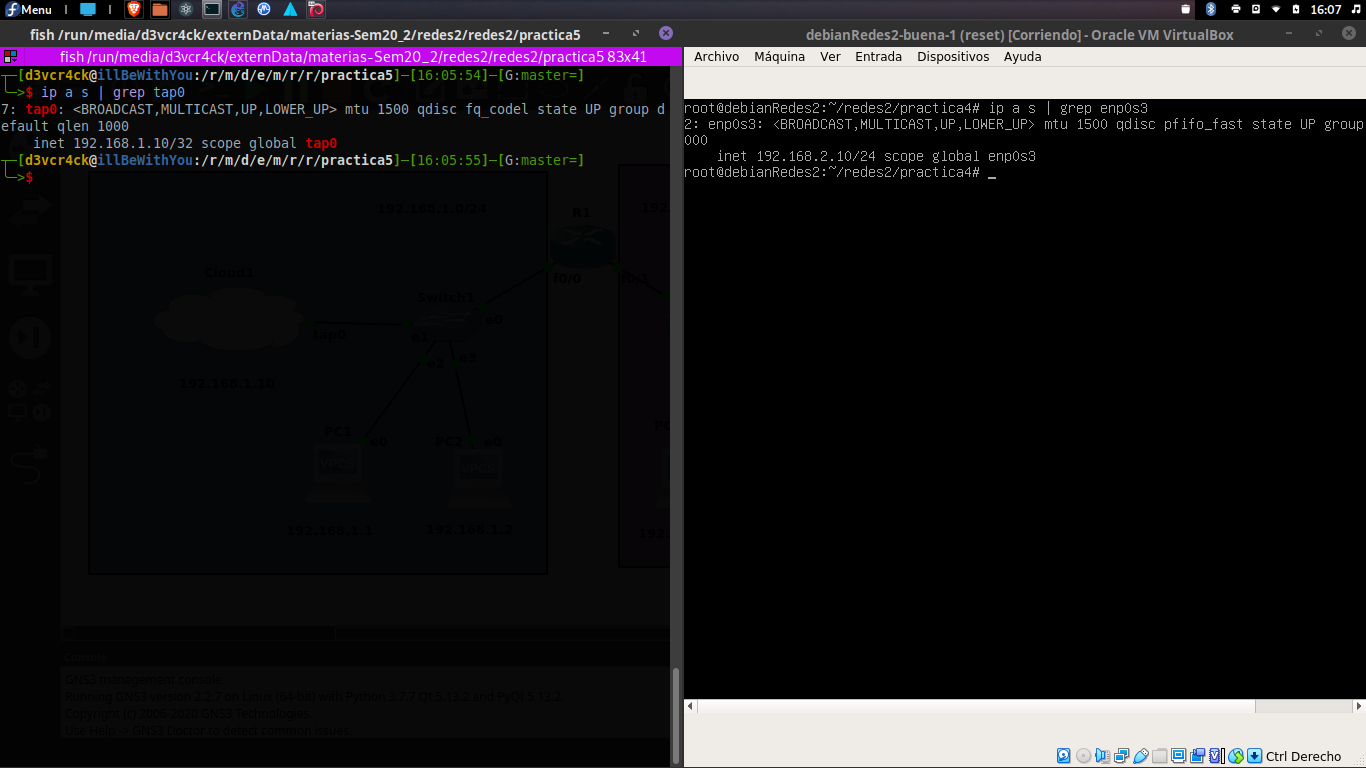 Menu
16:07
fish /run/media/d3vcr4ck/externData/materias-Sem20_2/redes2/redes2/practica5
fish /run/media/d3vcr4ck/externData/materias-Sem20_2/redes2/redes2/practica5 83x41
[d3vcr4ck@illBeWithYou:/r/m/d/e/m/r/r/practica5]─[16:05:54]─[G:master=]
>$ ip a s | grep tap0
7: tap0: <BROADCAST,MULTICAST,UP,LOWER_UP> mtu 1500 qdisc fq_codel state UP group d
efault qlen 1000
inet 192.168.1.10/32 scope global tap0
[d3vcr4ck@illBeWithYou:/r/m/d/e/m/r/r/practica5]─[16:05:55]─[G:master=]
>$
192.168.1.0/24
R1
192.
Cloud1
f0/0
f0/1
Switch1
e0
tap0
e1
e2
e3
192.168.1.10
PC1
e0
PC2
e0
VPCS
VPCS
192.168.1.1
192.168.1.2
192.1
Console
GNS3 management console.
Running GNS3 version 2.2.7 on Linux (64-bit) with Python 3.7.7 Qt 5.13.2 and PyQt 5.13.2.
Copyright (c) 2006-2020 GNS3 Technologies.
Use Help -> GNS3 Doctor to detect common issues.
debianRedes2-buena-1 (reset) [Corriendo] - Oracle VM VirtualBox
Archivo Máquina Ver Entrada Dispositivos Ayuda
root@debianRedes2:~/redes2/practica4# ip a s | grep enp0s3
2: enp0s3: <BROADCAST,MULTICAST,UP,LOWER_UP> mtu 1500 qdisc pfifo_fast state UP group
000
inet 192.168.2.10/24 scope global enp0s3
root@debianRedes2:~/redes2/practica4# _
Ctrl Derecho